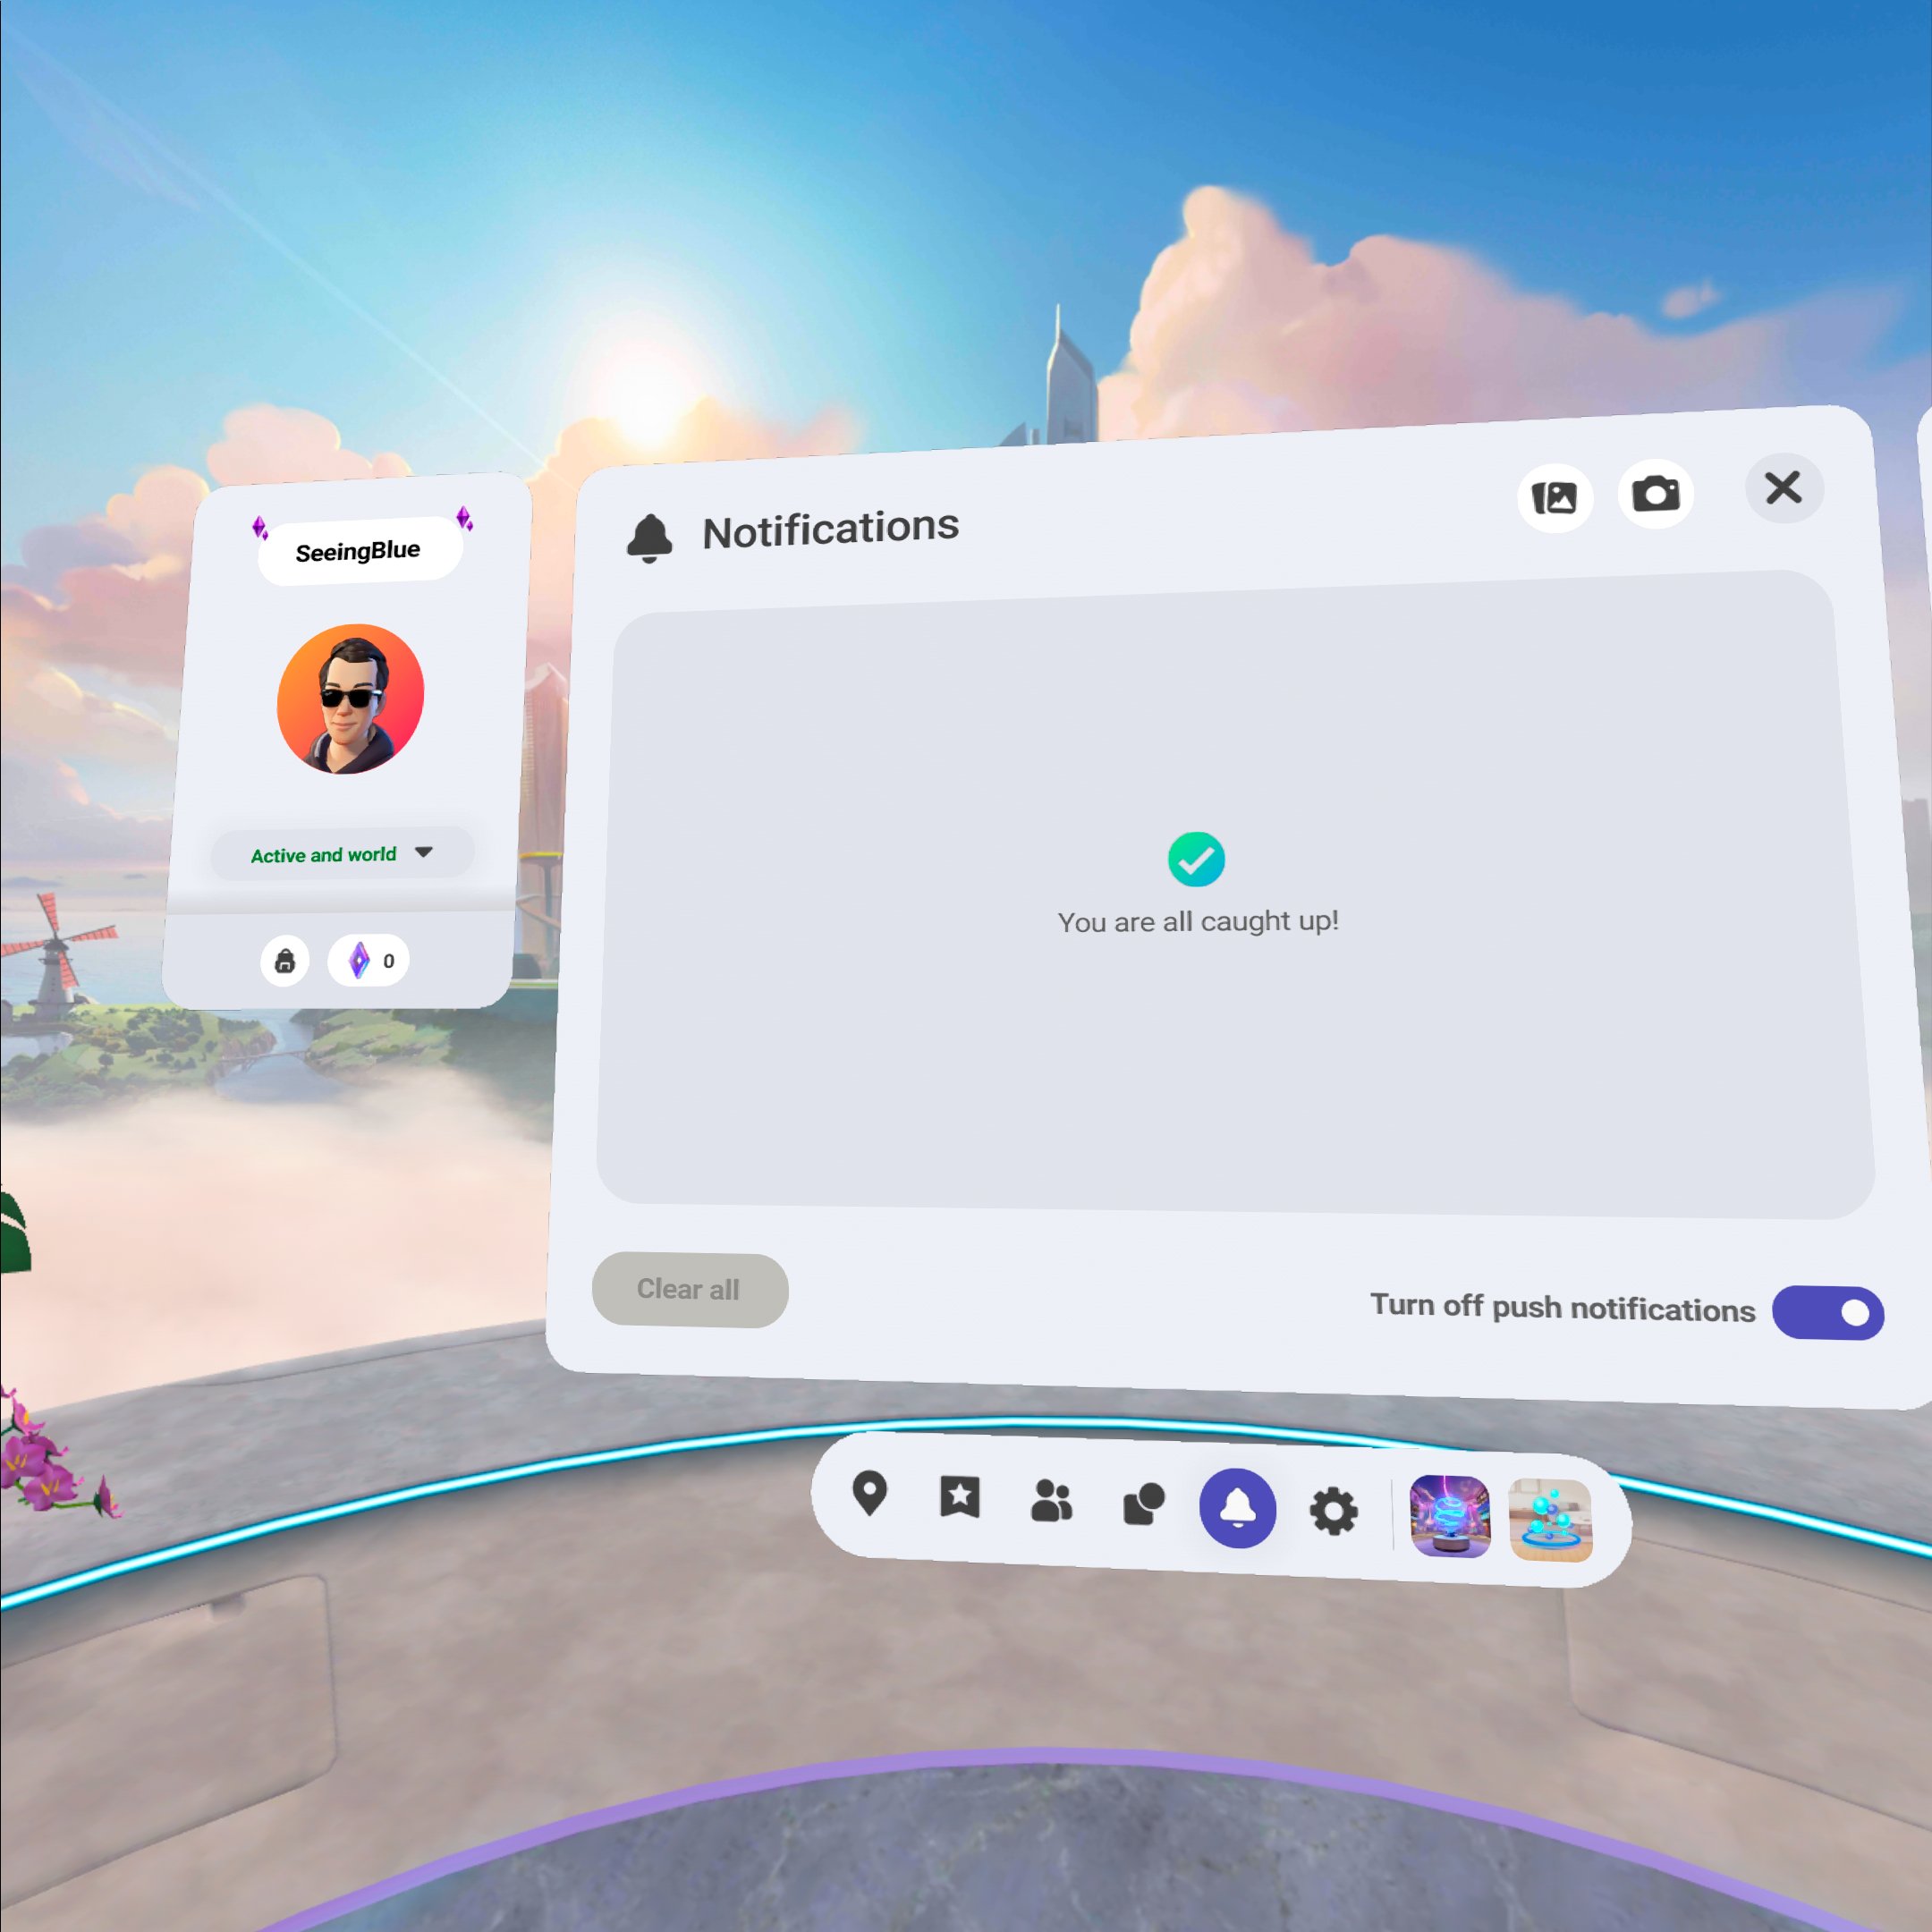 SeeingBlue
Active and world
0
Notifications
You are all caught up!
Clear all
Turn off push notifications